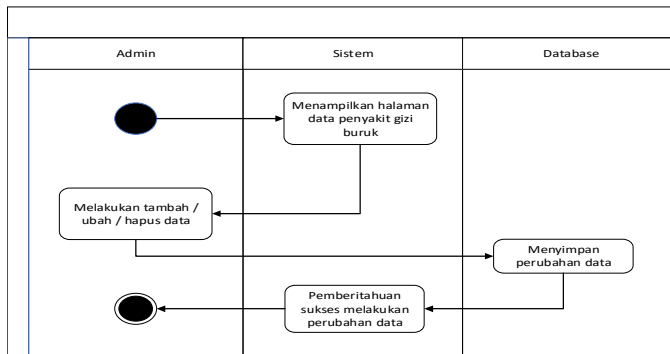 Admin
Sistem
Database
Menampilkan halaman
data penyakit gizi
buruk
Melakukan tambah /
ubah / hapus data
Menyimpan
perubahan data
Pemberitahuan
sukses melakukan
perubahan data